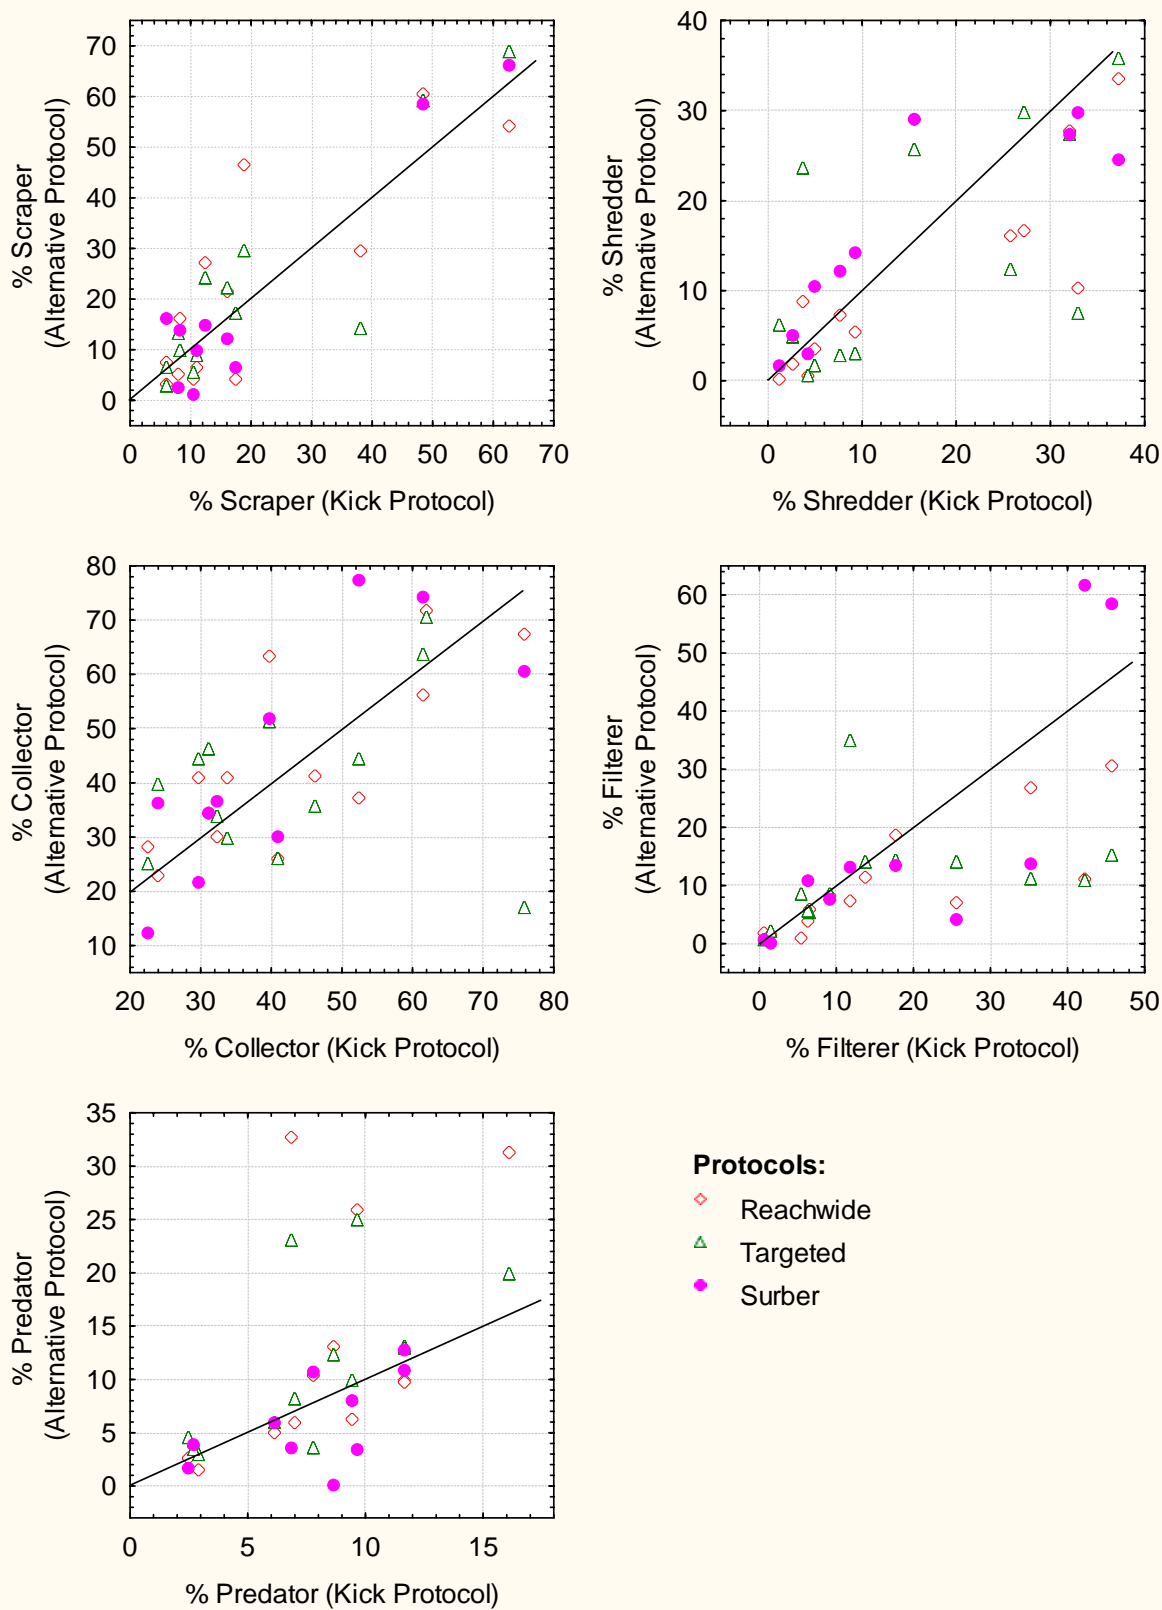 70
60
50
40
30
20
10
0
% Scraper
(Alternative Protocol)
0 10 20 30 40 50 60 70
% Scraper (Kick Protocol)
40
30
20
10
0
% Shredder
(Alternative Protocol)
0 10 20 30 40
% Shredder (Kick Protocol)
80
70
60
50
40
30
20
10
% Collector
(Alternative Protocol)
20 30 40 50 60 70 80
% Collector (Kick Protocol)
60
50
40
30
20
10
0
% Filterer
(Alternative Protocol)
0 10 20 30 40 50
% Filterer (Kick Protocol)
35
30
25
20
15
10
5
0
% Predator
(Alternative Protocol)
0 5 10 15
% Predator (Kick Protocol)
Protocols:
Reachwide
Targeted
Surber